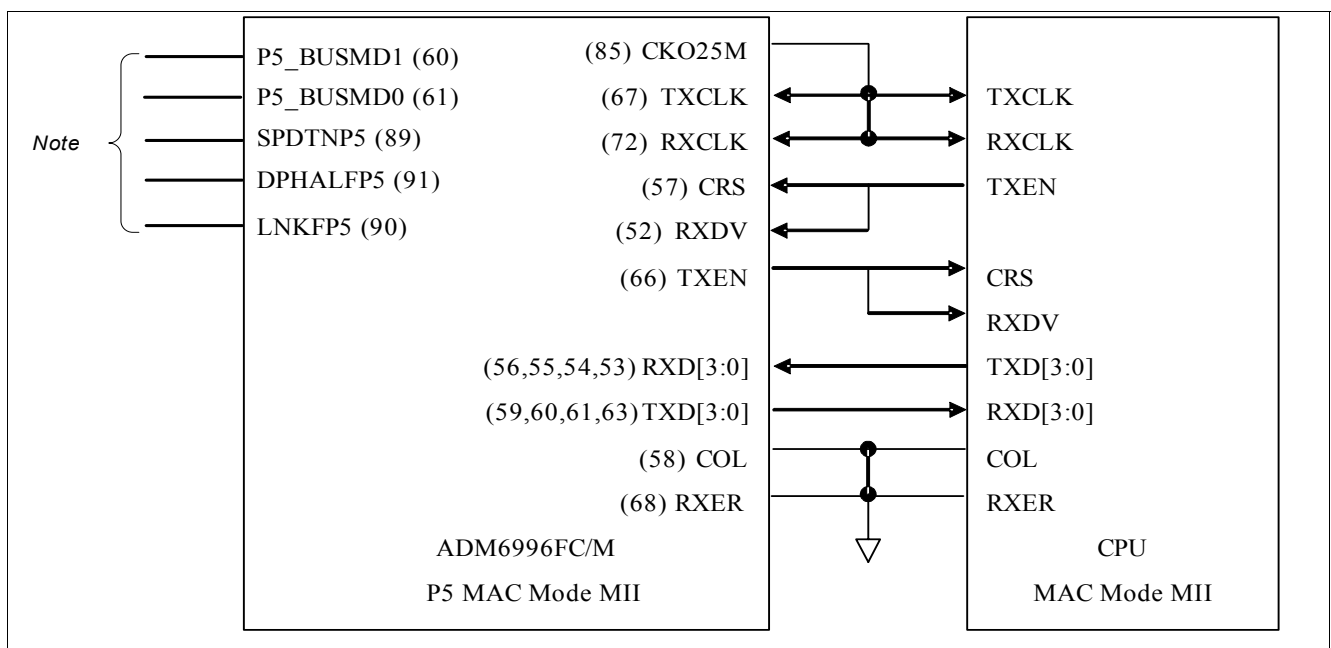 Note
P5_BUSMD1 (60)
P5_BUSMD0 (61)
SPDTNP5 (89)
DPHALFP5 (91)
LNKFP5 (90)
(85) CKO25M
(67) TXCLK
(72) RXCLK
(57) CRS
(52) RXDV
(66) TXEN
(56,55,54,53) RXD[3:0]
(59,60,61,63) TXD[3:0]
(58) COL
(68) RXER
ADM6996FC/M
P5 MAC Mode MII
TXCLK
RXCLK
TXEN
CRS
RXDV
TXD[3:0]
RXD[3:0]
COL
RXER
CPU
MAC Mode MII